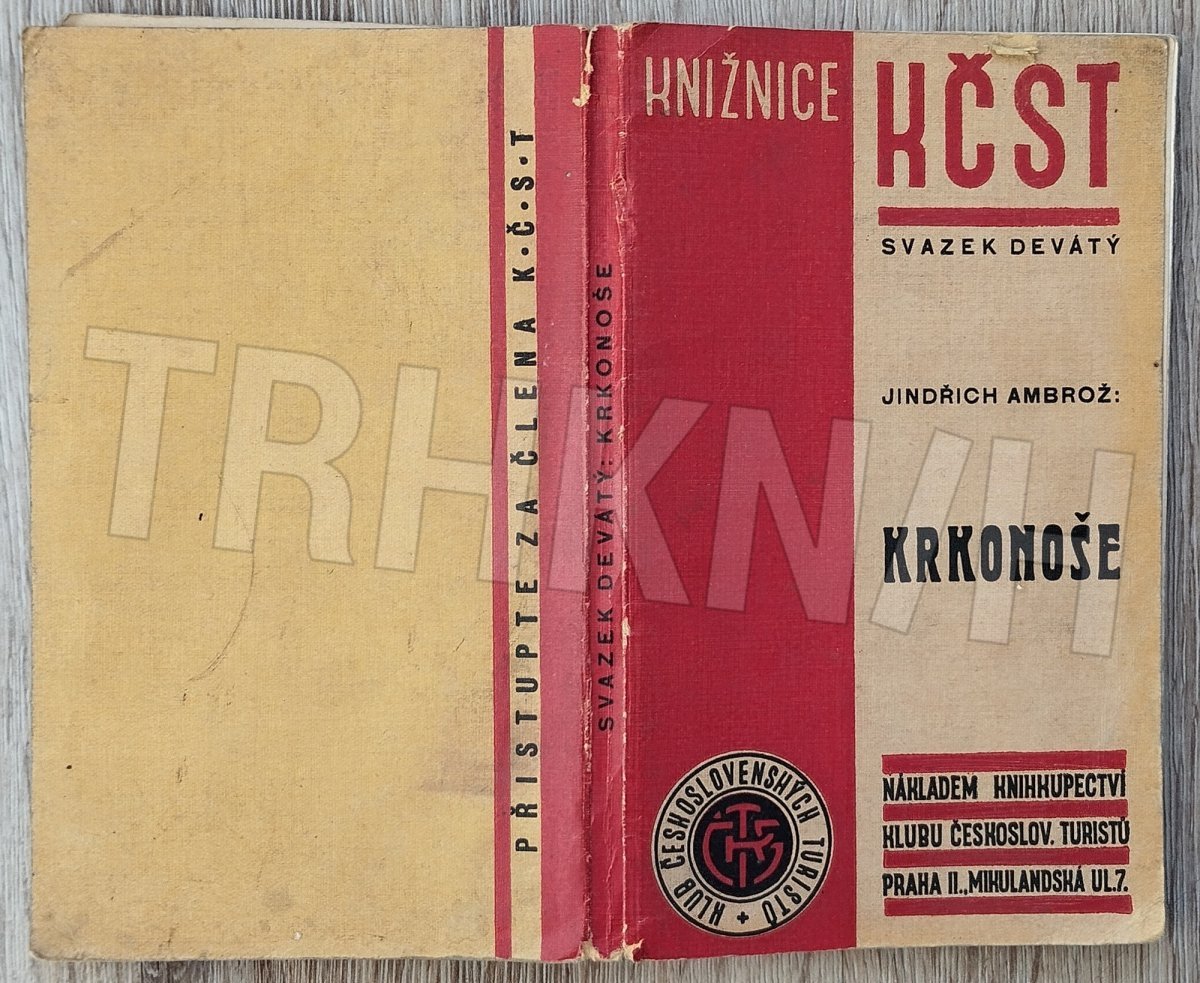 PŘISTUPTE ZA ČLENA K·Č·S·T
SVAZEK DEVÁTÝ: KRKONOŠE
KNIŽNICE
KČST
SVAZEK DEVÁTÝ
JINDŘICH AMBROŽ:
KRKONOŠE
KLUB ČESKOSLOVENSKÝCH TURISTŮ +
KČST
NÁKLADEM KNIHKUPECTVÍ
KLUBU ČESKOSLOV. TURISTŮ
PRAHA II., MIKULANDSKÁ UL. 7.
TRHKNIH